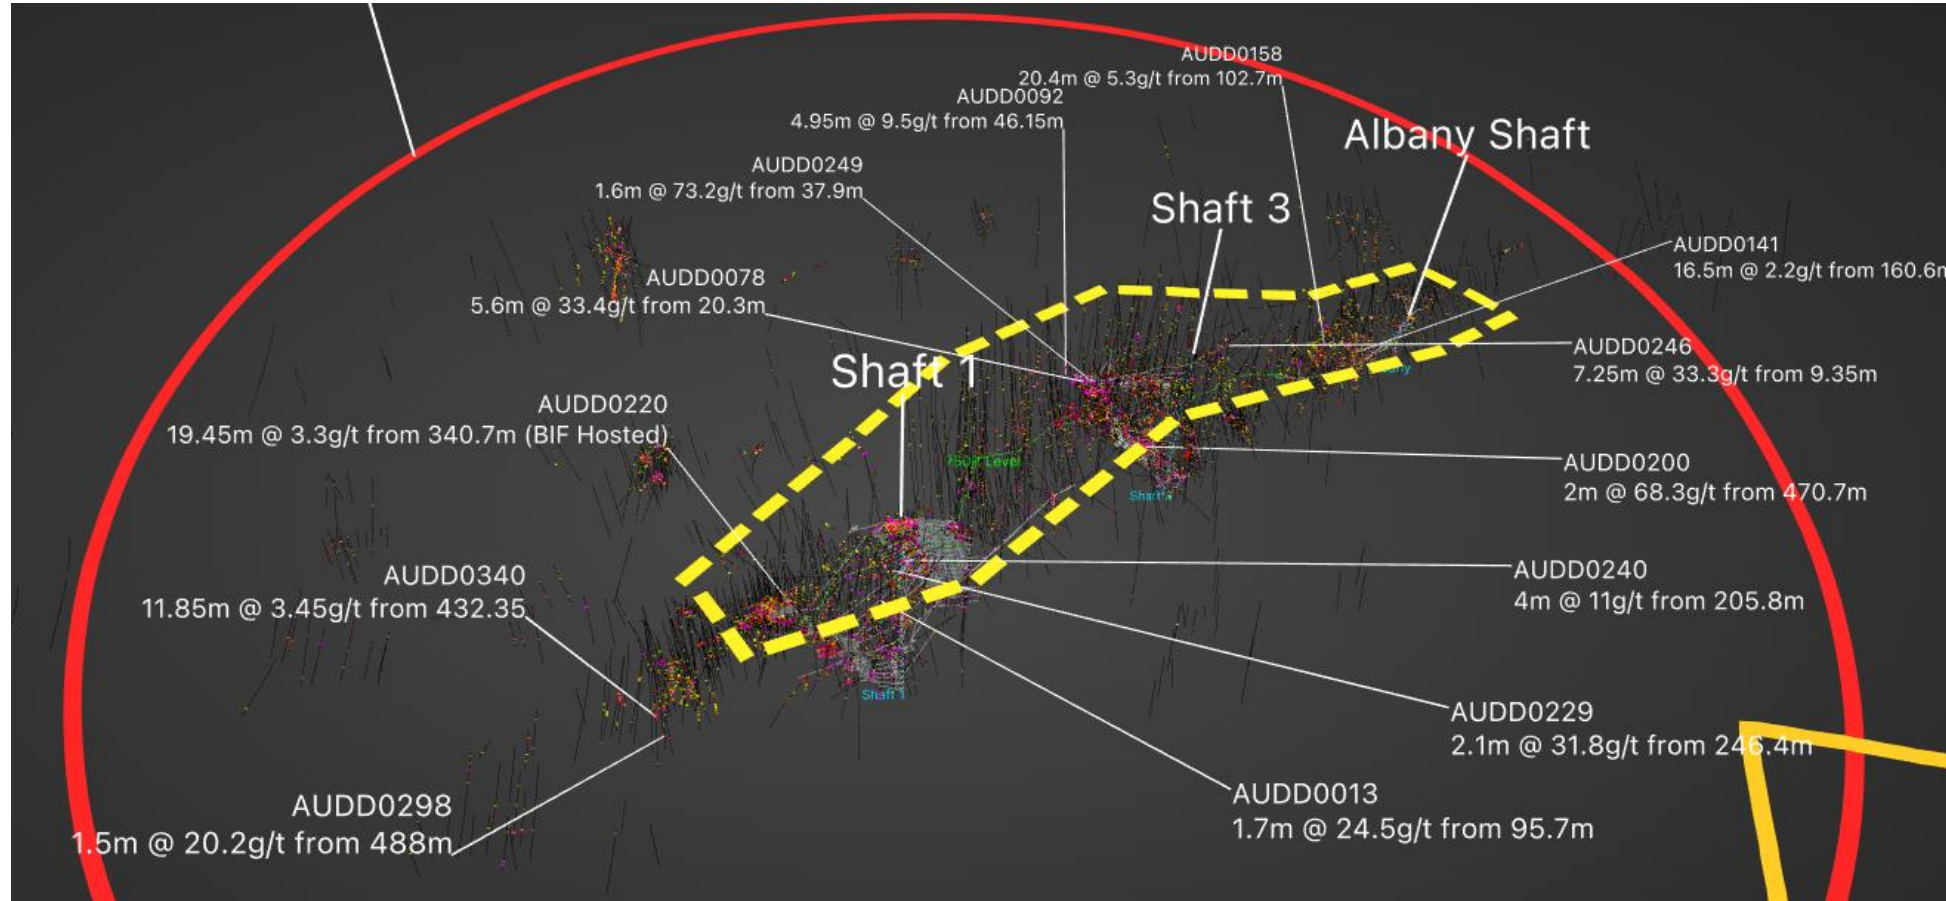 AUDD0158
20.4m @ 5.3g/t from 102.7m
AUDD0092
4.95m @ 9.5g/t from 46.15m
Albany Shaft
AUDD0249
1.6m @ 73.2g/t from 37.9m
Shaft 3
AUDD0141
16.5m @ 2.2g/t from 160.6m
AUDD0078
5.6m @ 33.4g/t from 20.3m
AUDD0246
7.25m @ 33.3g/t from 9.35m
Shaft 1
AUDD0220
19.45m @ 3.3g/t from 340.7m (BIF Hosted)
Level
AUDD0200
2m @ 68.3g/t from 470.7m
AUDD0340
11.85m @ 3.45g/t from 432.35
AUDD0240
4m @ 11g/t from 205.8m
Shaft 1
AUDD0229
2.1m @ 31.8g/t from 246.4m
AUDD0298
1.5m @ 20.2g/t from 488m
AUDD0013
1.7m @ 24.5g/t from 95.7m